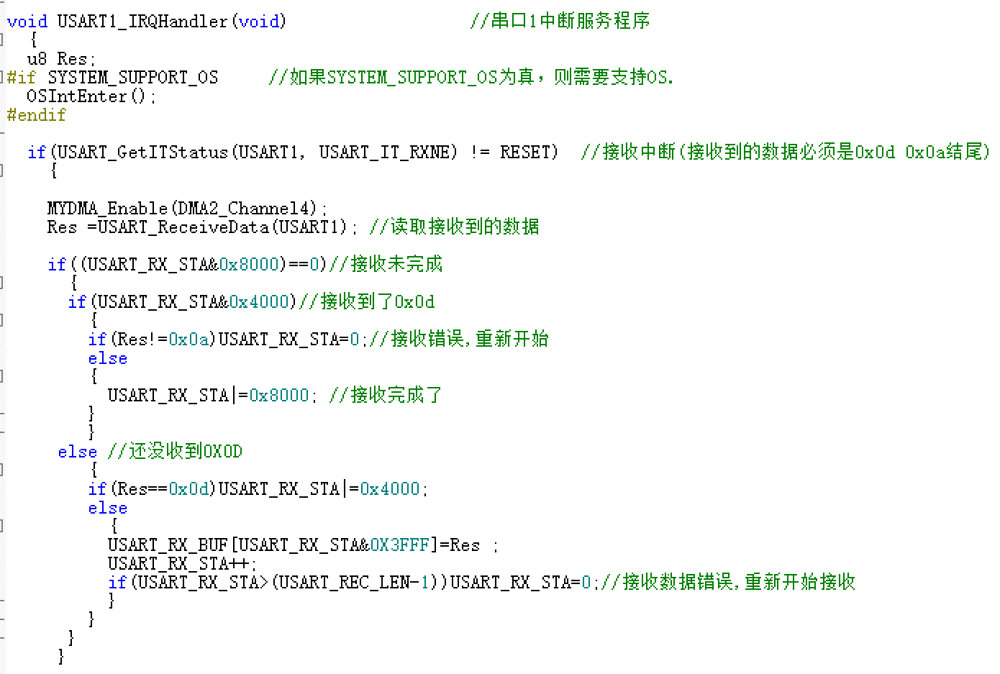 void USART1_IRQHandler(void)                  //串口1中断服务程序
{
u8 Res;
#if SYSTEM_SUPPORT_OS     //如果SYSTEM_SUPPORT_OS为真，则需要支持OS.
OSIntEnter();
#endif
if(USART_GetITStatus(USART1, USART_IT_RXNE) != RESET)  //接收中断(接收到的数据必须是0x0d 0x0a结尾)
{
MYDMA_Enable(DMA2_Channel4);
Res =USART_ReceiveData(USART1); //读取接收到的数据
if((USART_RX_STA&0x8000)==0)//接收未完成
{
if(USART_RX_STA&0x4000)//接收到了0x0d
{
if(Res!=0x0a)USART_RX_STA=0;//接收错误,重新开始
else
{
USART_RX_STA|=0x8000; //接收完成了
}
}
else //还没收到0X0D
{
if(Res==0x0d)USART_RX_STA|=0x4000;
else
{
USART_RX_BUF[USART_RX_STA&0X3FFF]=Res ;
USART_RX_STA++;
if(USART_RX_STA>(USART_REC_LEN-1))USART_RX_STA=0;//接收数据错误,重新开始接收
}
}
}
}